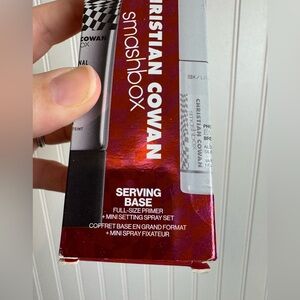 CHRISTIAN COWAN
smashbox
SERVING
BASE
FULL-SIZE PRIMER
+ MINI SETTING SPRAY SET
COFFRET BASE EN GRAND FORMAT
+ MINI SPRAY FIXATEUR
CHRISTIAN COWAN
COWAN